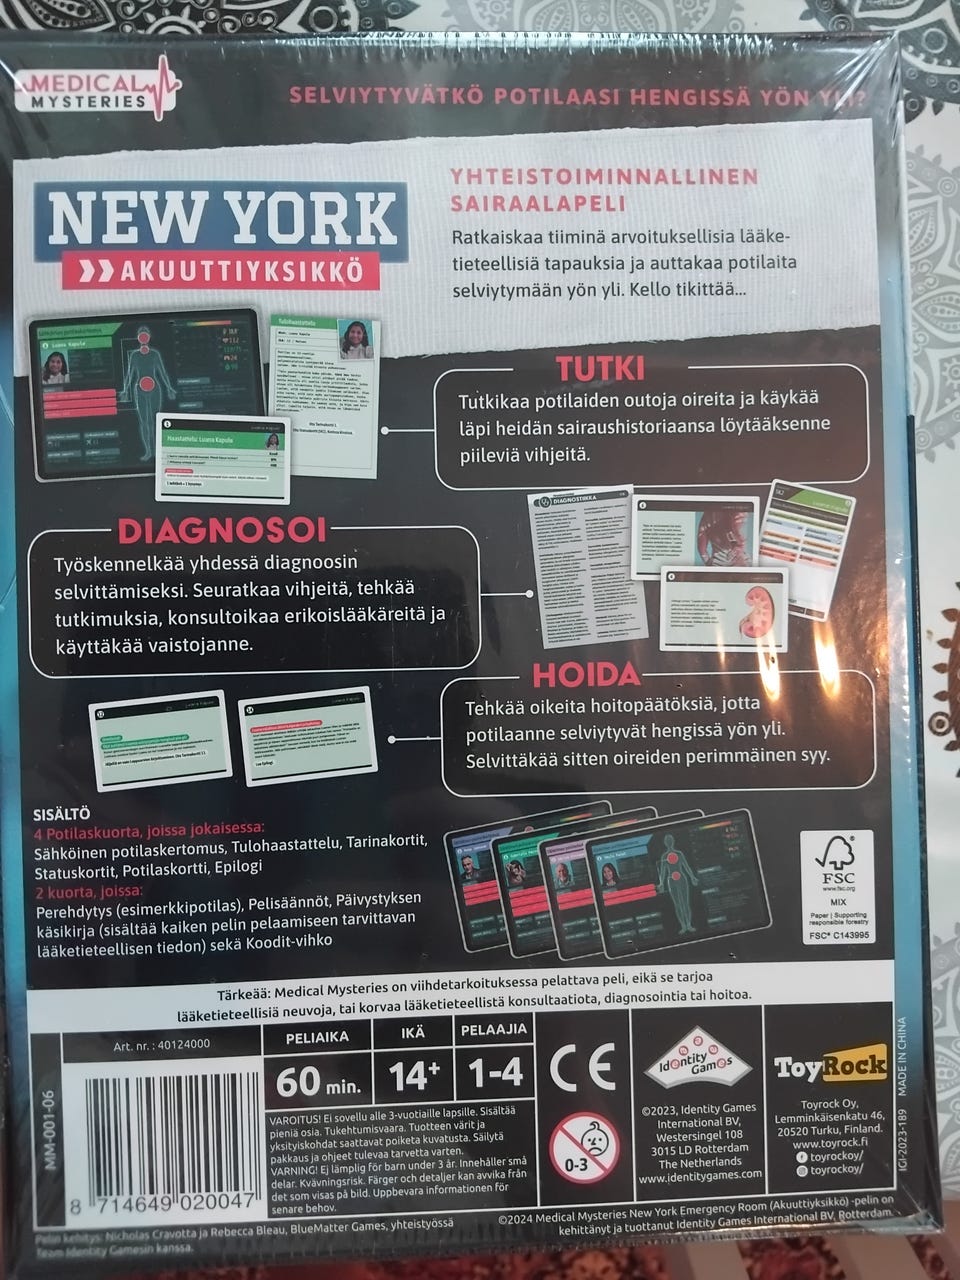 MEDICAL
MYSTERIES
SELVIYTYVÄTKÖ POTILAASI HENGISSÄ YÖN YLI?
NEW YORK
AKUUTTIYKSIKKÖ
YHTEISTOIMINNALLINEN
SAIRAALAPELI
Ratkaiskaa tiiminä arvoituksellisia lääke-
tieteellisiä tapauksia ja auttakaa potilaita
selviytymään yön yli. Kello tikittää...
Tulohaastattelu
Luana Kapule
Haastattelu: Luana Kapule
TUTKI
Tutkikaa potilaiden outoja oireita ja käykää
läpi heidän sairaushistoriaansa löytääksenne
piileviä vihjeitä.
DIAGNOSTIIKKA
DIAGNOSOI
Työskennelkää yhdessä diagnoosin
selvittämiseksi. Seuratkaa vihjeitä, tehkää
tutkimuksia, konsultoikaa erikoislääkäreitä ja
käyttäkää vaistojanne.
HOIDA
Tehkää oikeita hoitopäätöksiä, jotta
potilaanne selviytyvät hengissä yön yli.
Selvittäkää sitten oireiden perimmäinen syy.
SISÄLTÖ
4 Potilaskuorta, joissa jokaisessa:
Sähköinen potilaskertomus, Tulohaastattelu, Tarinakortit,
Statuskortit, Potilaskortti, Epilogi
2 kuorta, joissa:
Perehdytys (esimerkkipotilas), Pelisäännöt, Päivystyksen
käsikirja (sisältää kaiken pelin pelaamiseen tarvittavan
lääketieteellisen tiedon) sekä Koodit-vihko
FSC
www.fsc.org
MIX
Paper | Supporting
responsible forestry
FSC® C143995
Tärkeää: Medical Mysteries on viihdetarkoituksessa pelattava peli, eikä se tarjoa
lääketieteellisiä neuvoja, tai korvaa lääketieteellistä konsultaatiota, diagnosointia tai hoitoa.
Art. nr. : 40124000
MM-001-06
8 714649 020047
PELIAIKA
60 min.
IKÄ
14+
PELAAJIA
1-4
VAROITUS! Ei sovellu alle 3-vuotiaille lapsille. Sisältää
pieniä osia. Tukehtumisvaara. Tuotteen värit ja
yksityiskohdat saattavat poiketa kuvatusta. Säilytä
pakkaus ja ohjeet tulevaa tarvetta varten.
VARNING! Ej lämplig för barn under 3 år. Innehåller små
delar. Kvävningsrisk. Färger och detaljer kan avvika från
det som visas på bild. Uppbevara informationen för
senare behov.
CE
0-3
Identity
Games
©2023, Identity Games
International BV,
Westersingel 108
3015 LD Rotterdam
The Netherlands
www.identitygames.com
ToyRock
Toyrock Oy,
Lemminkäisenkatu 46,
20520 Turku, Finland.
www.toyrock.fi
toyrockoy/
toyrockoy/
IGI-2023-189 MADE IN CHINA
Pelin kehitys: Nicholas Cravotta ja Rebecca Bleau, BlueMatter Games, yhteistyössä
Team Identity Gamesin kanssa.
©2024 Medical Mysteries New York Emergency Room (Akuuttiyksikkö) -pelin on
kehittänyt ja tuottanut Identity Games International BV, Rotterdam.